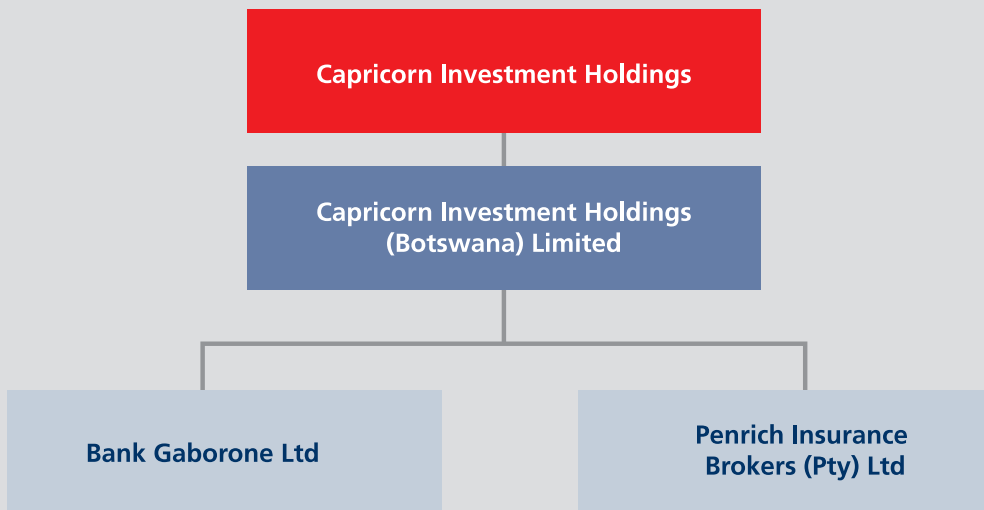 Capricorn Investment Holdings
Capricorn Investment Holdings
(Botswana) Limited
Bank Gaborone Ltd
Penrich Insurance
Brokers (Pty) Ltd